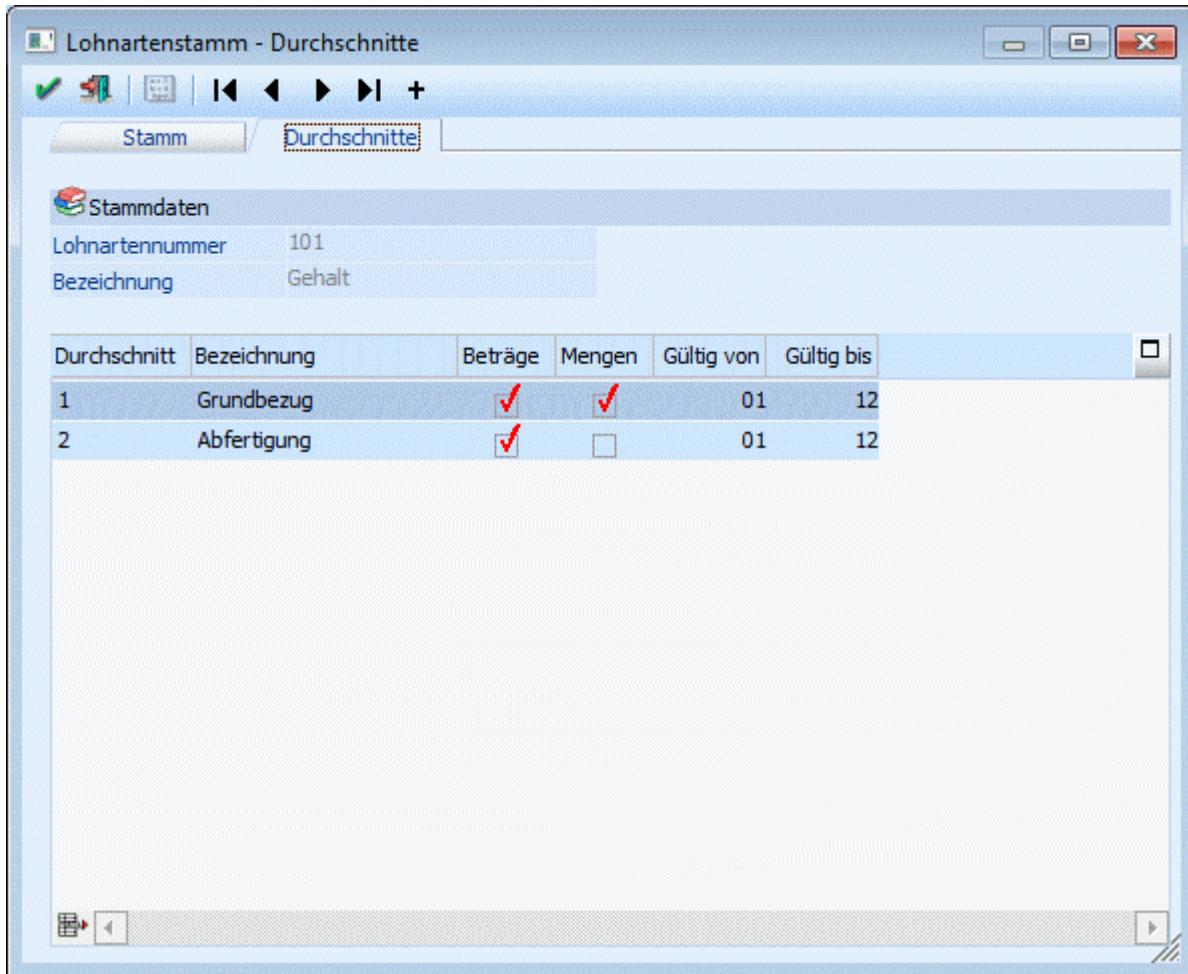 Lohnartenstamm - Durchschnitte
Stamm Durchschnitte
Stammdaten
Lohnartennummer 101
Bezeichnung Gehalt
Durchschnitt Bezeichnung Beträge Mengen Gültig von Gültig bis
1 Grundbezug 01 12
2 Abfertigung 01 12